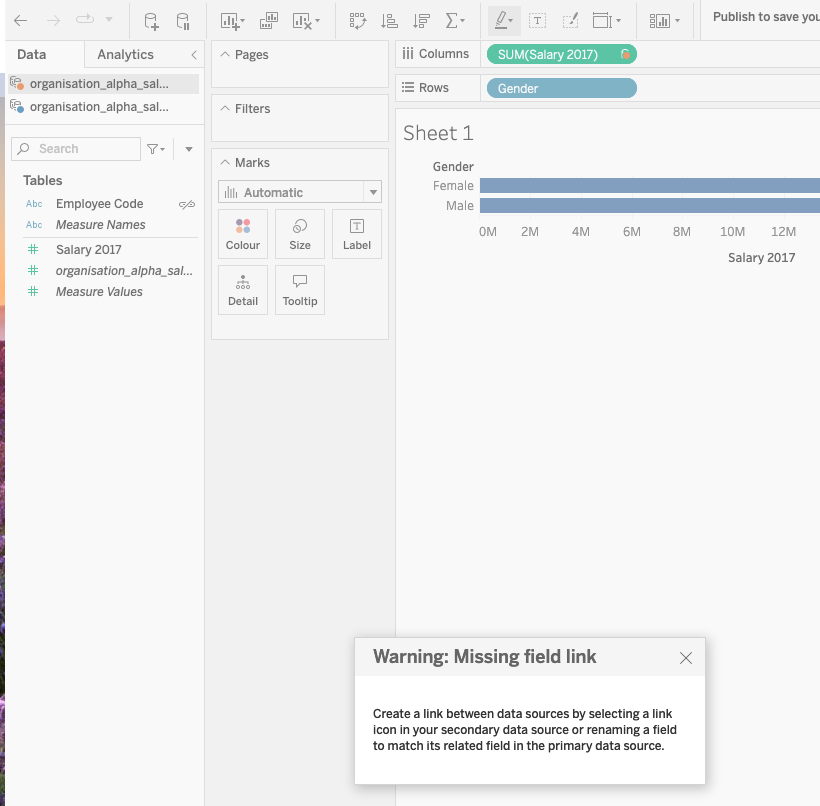 Publish to save you
Data
Analytics
organisation_alpha_sal...
organisation_alpha_sal...
Search
Tables
Abc Employee Code
Abc Measure Names
# Salary 2017
# organisation_alpha_sal...
# Measure Values
Pages
Filters
Marks
Automatic
Colour
Size
T
Label
Detail
Tooltip
Columns
SUM(Salary 2017)
Rows
Gender
Sheet 1
Gender
Female
Male
0M 2M 4M 6M 8M 10M 12M
Salary 2017
Warning: Missing field link
Create a link between data sources by selecting a link
icon in your secondary data source or renaming a field
to match its related field in the primary data source.